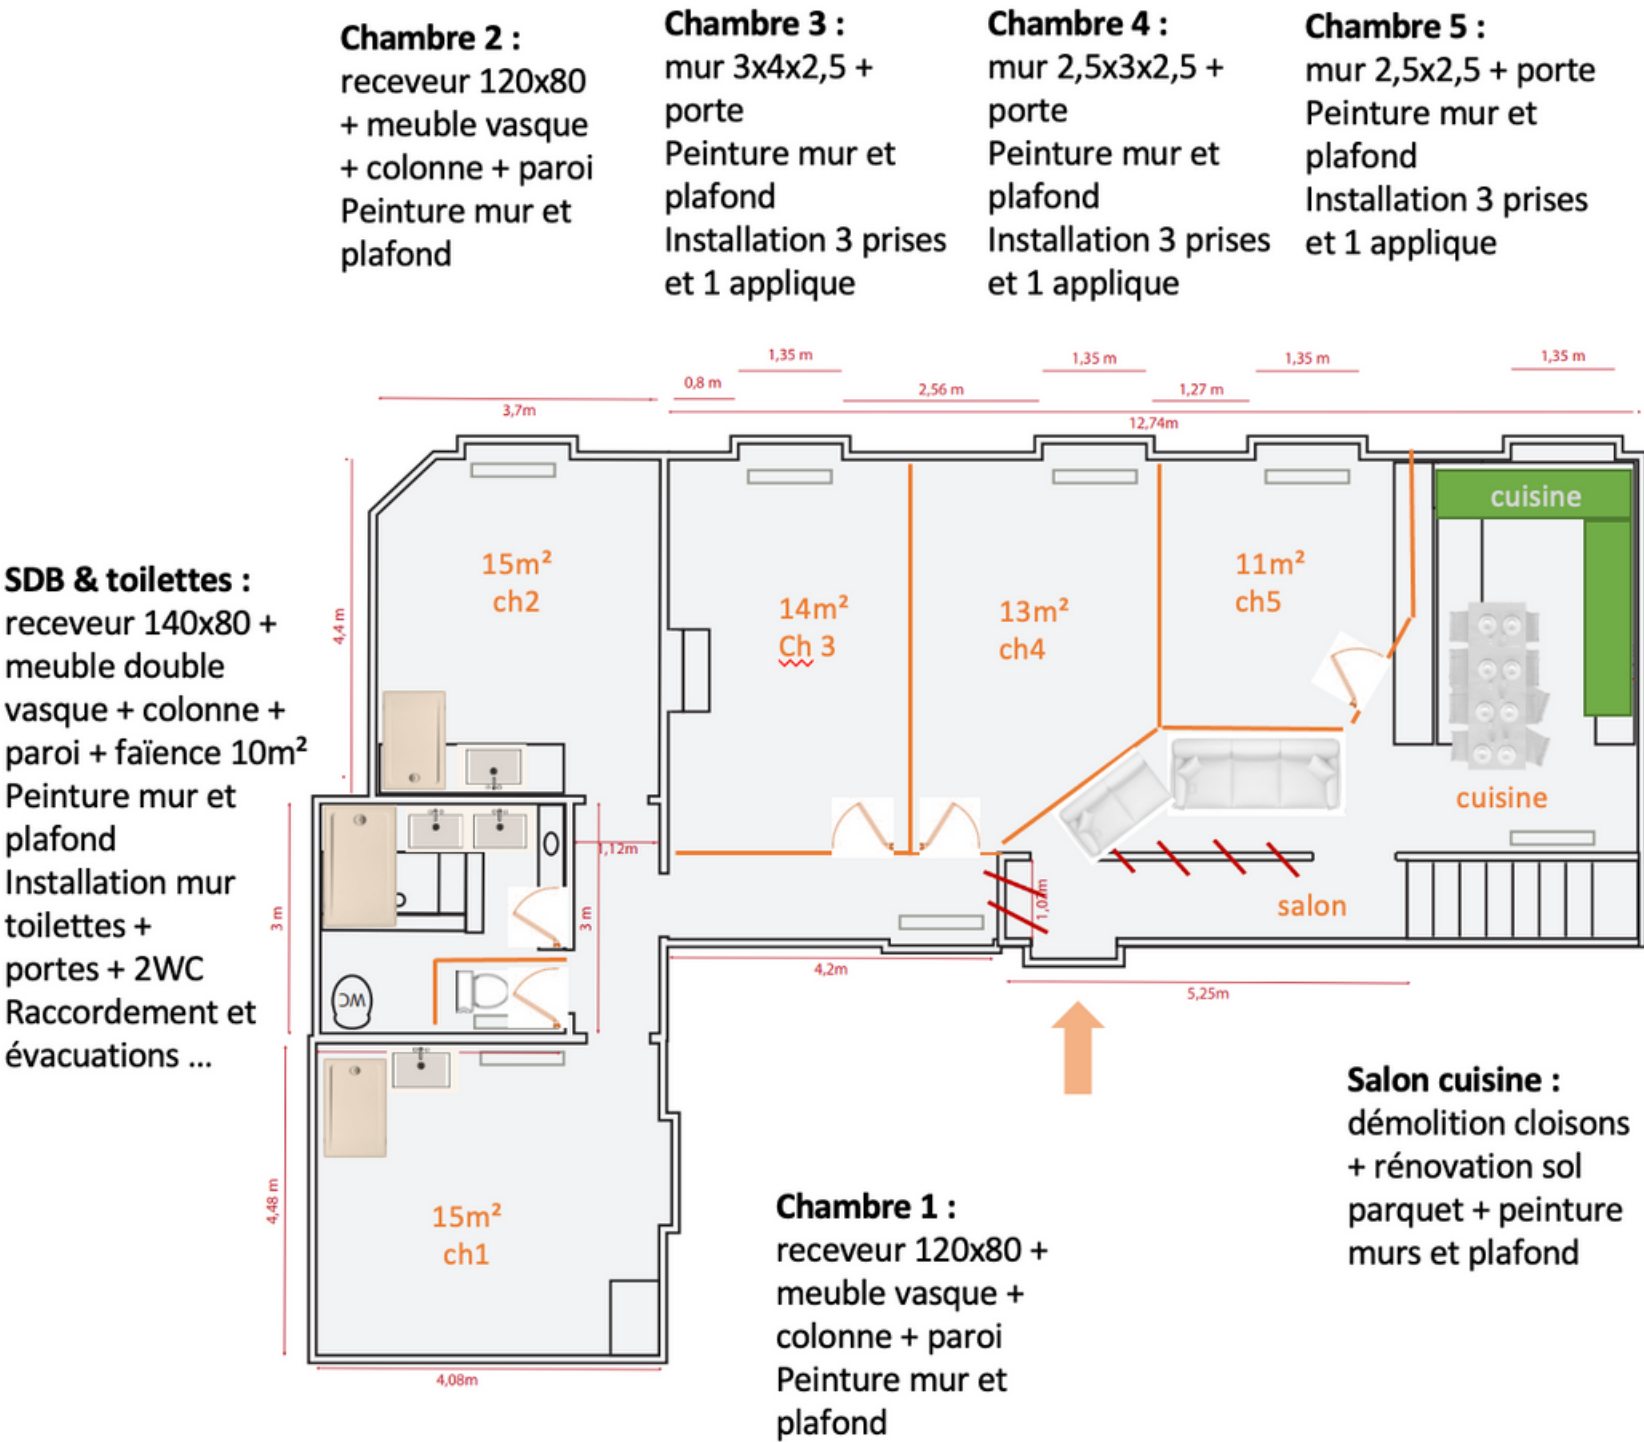 Chambre 2 :
receveur 120x80
+ meuble vasque
+ colonne + paroi
Peinture mur et
plafond
Chambre 3 :
mur 3x4x2,5 +
porte
Peinture mur et
plafond
Installation 3 prises
et 1 applique
Chambre 4 :
mur 2,5x3x2,5 +
porte
Peinture mur et
plafond
Installation 3 prises
et 1 applique
Chambre 5 :
mur 2,5x2,5 + porte
Peinture mur et
plafond
Installation 3 prises
et 1 applique
1,35 m
1,35 m
1,35 m
1,35 m
0,8 m
2,56 m
1,27 m
3,7m
12,74m
cuisine
15m²
ch2
14m²
Ch 3
13m²
ch4
11m²
ch5
4,4 m
SDB & toilettes :
receveur 140x80 +
meuble double
vasque + colonne +
paroi + faïence 10m²
Peinture mur et
plafond
Installation mur
toilettes +
portes + 2WC
Raccordement et
évacuations ...
cuisine
1,12m
3 m
3 m
salon
WC
4,2m
5,25m
15m²
ch1
4,48 m
4,08m
Chambre 1 :
receveur 120x80 +
meuble vasque +
colonne + paroi
Peinture mur et
plafond
Salon cuisine :
démolition cloisons
+ rénovation sol
parquet + peinture
murs et plafond